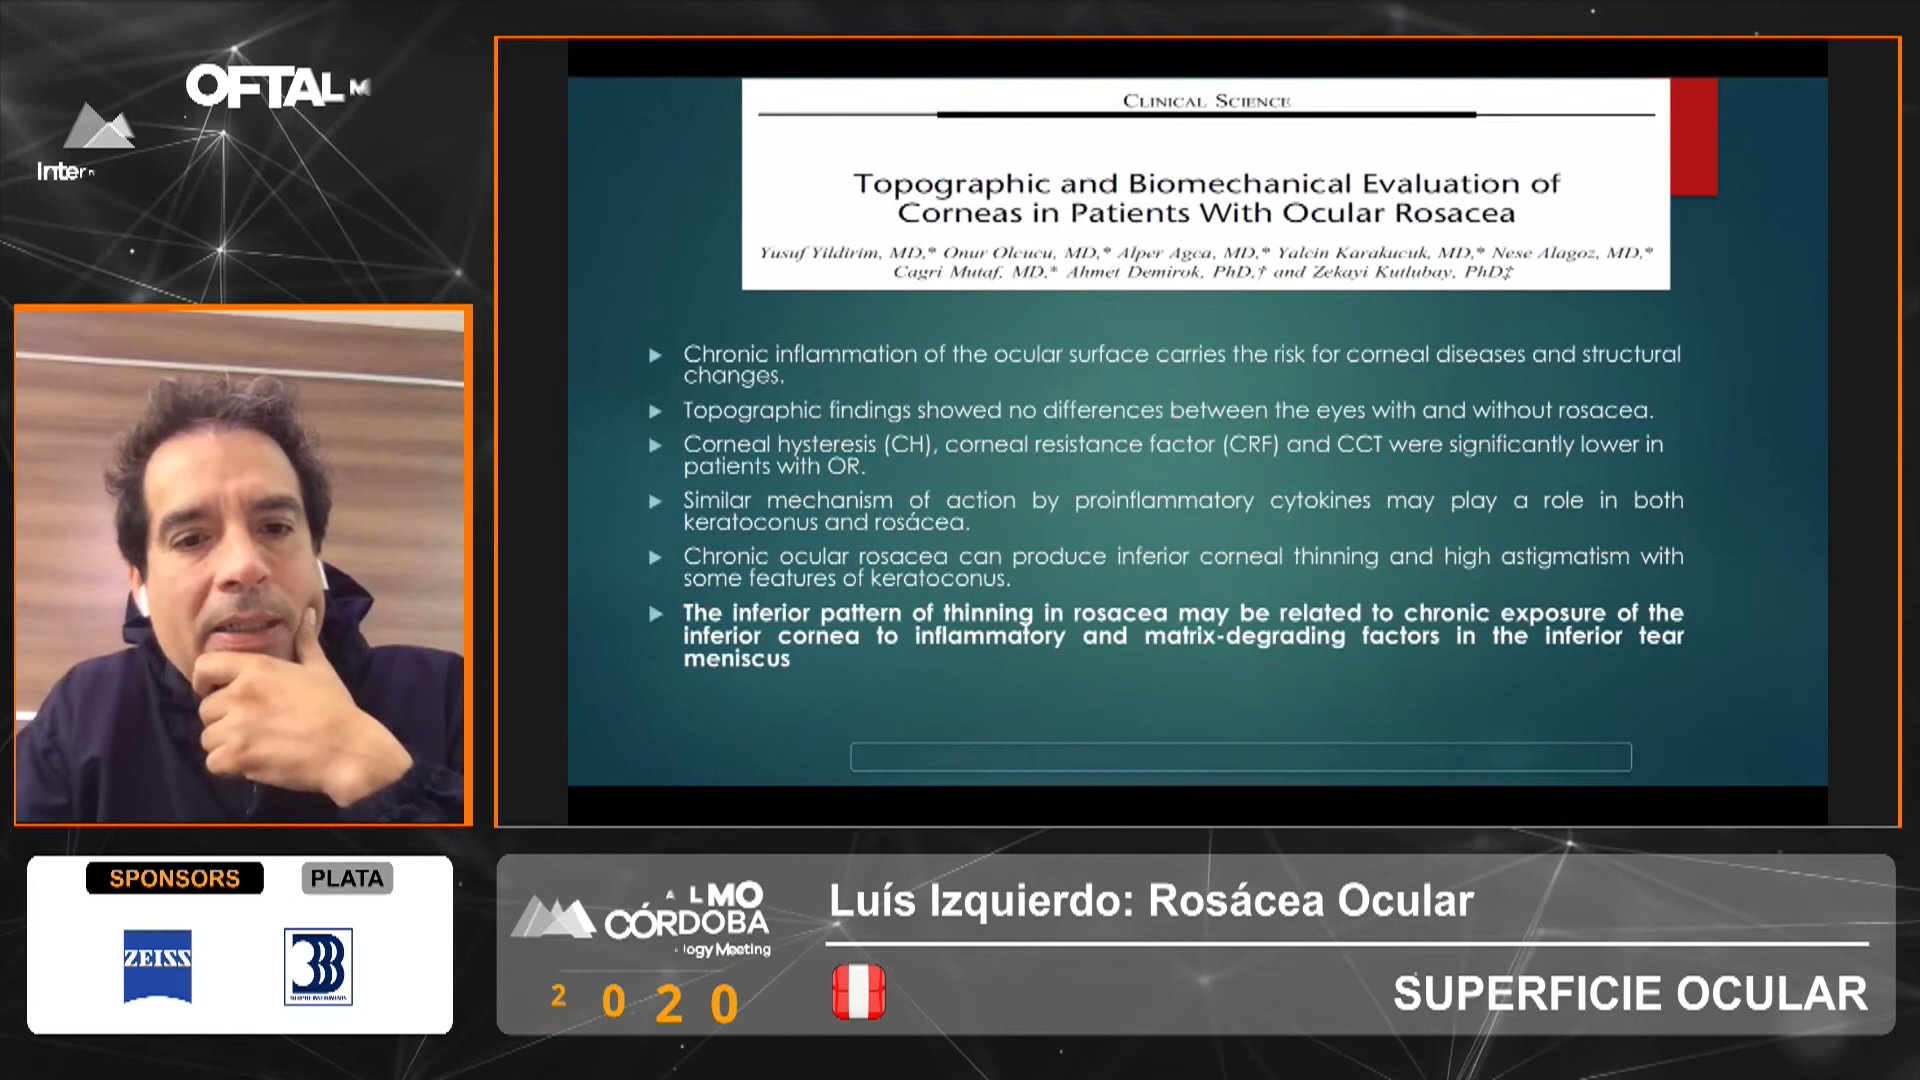 OFTALM
Inter
CLINICAL SCIENCE
Topographic and Biomechanical Evaluation of
Corneas in Patients With Ocular Rosacea
Yusuf Yildirim, MD,* Onur Olcucu, MD,* Alper Agca, MD,* Yalcin Karakucuk, MD,* Nese Alagoz, MD,*
Cagri Mutaf, MD,* Ahmet Demirok, PhD,† and Zekayi Kutlubay, PhD‡
Chronic inflammation of the ocular surface carries the risk for corneal diseases and structural
changes.
Topographic findings showed no differences between the eyes with and without rosacea.
Corneal hysteresis (CH), corneal resistance factor (CRF) and CCT were significantly lower in
patients with OR.
Similar mechanism of action by proinflammatory cytokines may play a role in both
keratoconus and rosácea.
Chronic ocular rosacea can produce inferior corneal thinning and high astigmatism with
some features of keratoconus.
The inferior pattern of thinning in rosacea may be related to chronic exposure of the
inferior cornea to inflammatory and matrix-degrading factors in the inferior tear
meniscus
SPONSORS PLATA
ZEISS
A LMO
CÓRDOBA
logy Meeting
2020
Luís Izquierdo: Rosácea Ocular
SUPERFICIE OCULAR